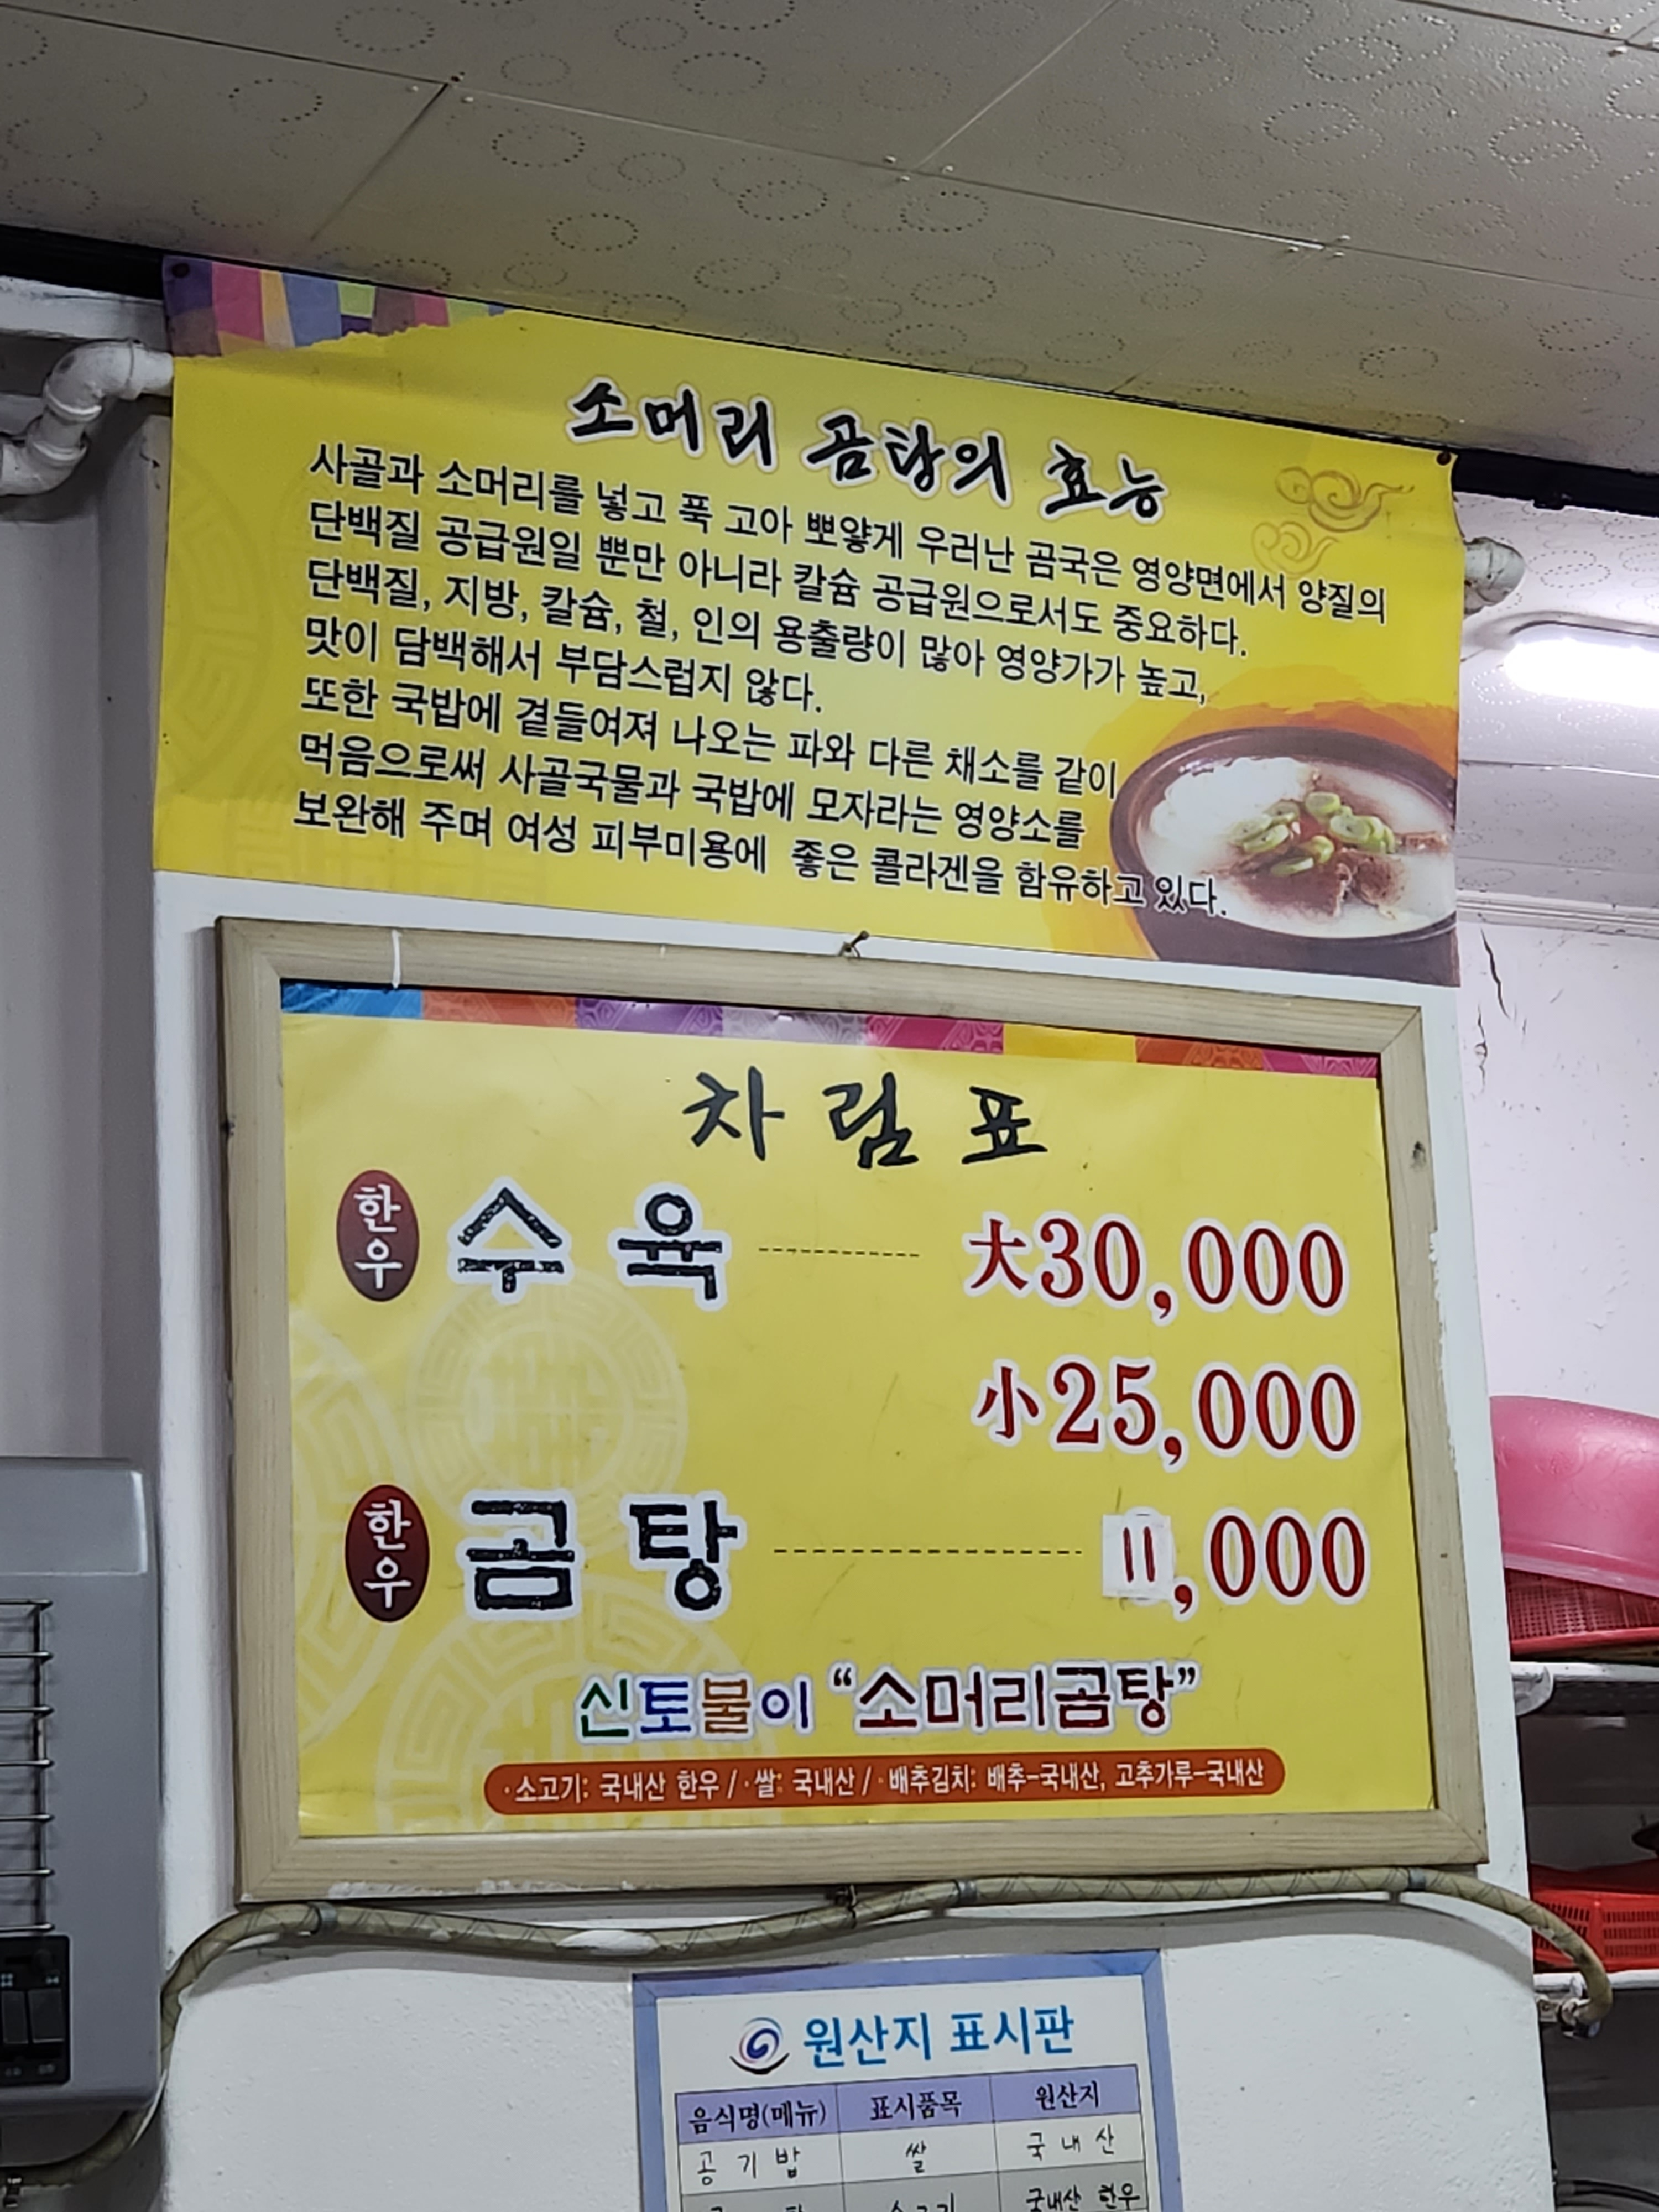 소머리 곰탕의 효능
사골과 소머리를 넣고 푹 고아 뽀얗게 우러난 곰국은 영양면에서 양질의
단백질 공급원일 뿐만 아니라 칼슘 공급원으로서도 중요하다.
단백질, 지방, 칼슘, 철, 인의 용출량이 많아 영양가가 높고,
맛이 담백해서 부담스럽지 않다.
또한 국밥에 곁들여져 나오는 파와 다른 채소를 같이
먹음으로써 사골국물과 국밥에 모자라는 영양소를
보완해 주며 여성 피부미용에 좋은 콜라겐을 함유하고 있다.
차림표
한우 수육 大30,000
小25,000
한우 곰탕 11,000
신토불이 “소머리곰탕”
·소고기: 국내산 한우 / ·쌀: 국내산 / ·배추김치: 배추-국내산, 고추가루-국내산
원산지 표시판
음식명(메뉴) 표시품목 원산지
공기밥 쌀 국내산
소고기 국내산 한우